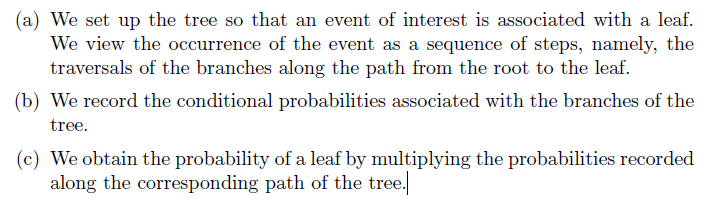 (a) We set up the tree so that an event of interest is associated with a leaf.
We view the occurrence of the event as a sequence of steps, namely, the
traversals of the branches along the path from the root to the leaf.
(b) We record the conditional probabilities associated with the branches of the
tree.
(c) We obtain the probability of a leaf by multiplying the probabilities recorded
along the corresponding path of the tree.